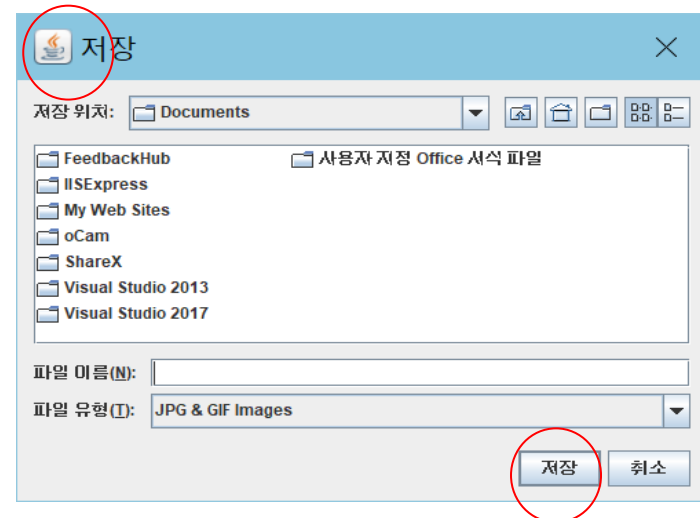 저장
저장 위치: Documents
FeedbackHub
IISExpress
My Web Sites
oCam
ShareX
Visual Studio 2013
Visual Studio 2017
사용자 지정 Office 서식 파일
파일 이름(N):
파일 유형(T): JPG & GIF Images
저장 취소